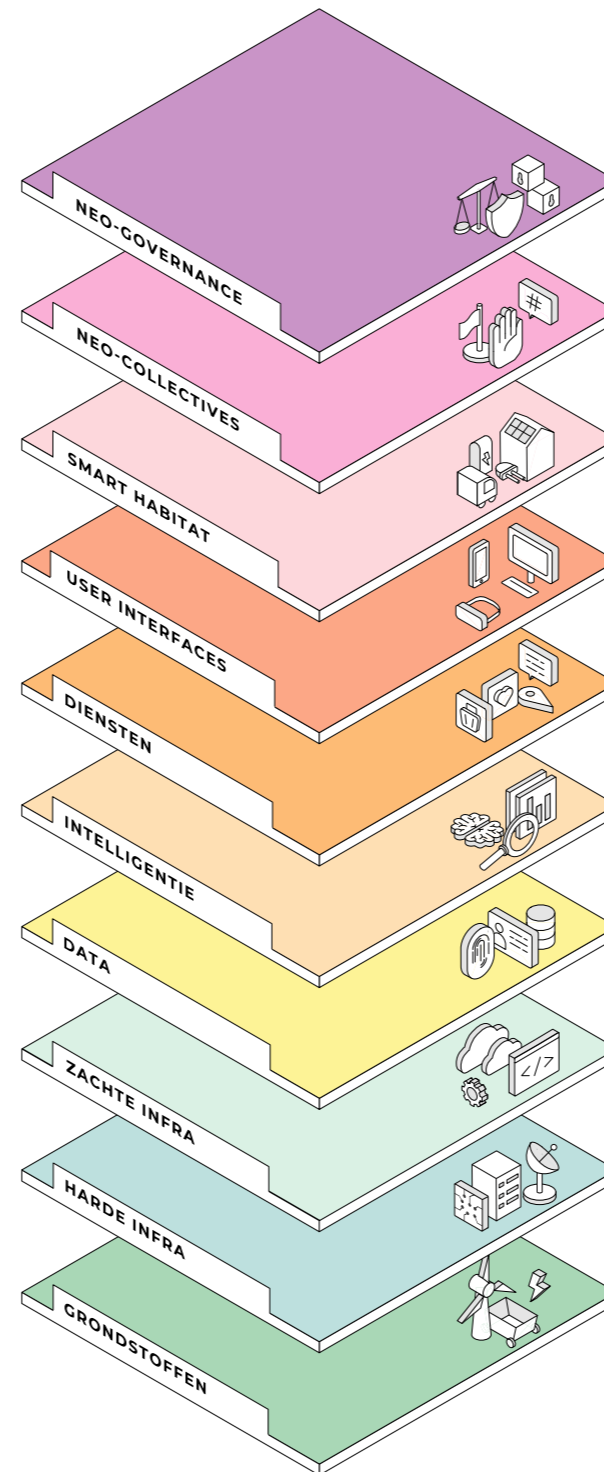 NEO-GOVERNANCE
NEO-COLLECTIVES
SMART HABITAT
USER INTERFACES
DIENSTEN
INTELLIGENTIE
DATA
ZACHTE INFRA
</>
HARDE INFRA
GRONDSTOFFEN